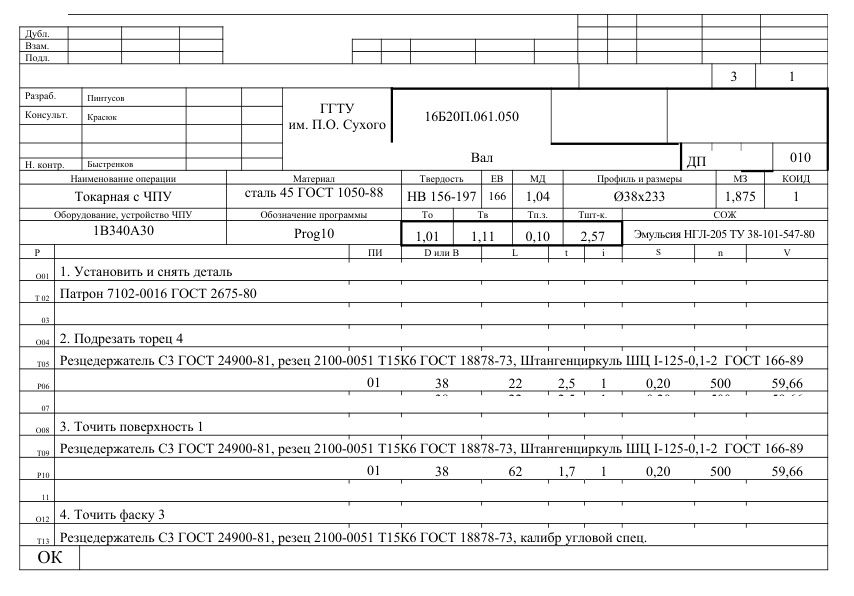 Дубл.
Взам.
Подл.
3 1
Разраб. Пинтусов
Консульт. Красюк
ГГТУ
им. П.О. Сухого
16Б20П.061.050
Н. контр. Быстренков
Вал
ДП 010
Наименование операции Материал Твердость ЕВ МД Профиль и размеры МЗ КОИД
Токарная с ЧПУ сталь 45 ГОСТ 1050-88 НВ 156-197 166 1,04 Ø38х233 1,875 1
Оборудование, устройство ЧПУ Обозначение программы То Тв Тп.з. Тшт-к. СОЖ
1В340А30 Prog10 1,01 1,11 0,10 2,57 Эмульсия НГЛ-205 ТУ 38-101-547-80
Р ПИ D или В L t i S n V
О01 1. Установить и снять деталь
Т 02 Патрон 7102-0016 ГОСТ 2675-80
03
О04 2. Подрезать торец 4
Т05 Резцедержатель С3 ГОСТ 24900-81, резец 2100-0051 Т15К6 ГОСТ 18878-73, Штангенциркуль ШЦ I-125-0,1-2 ГОСТ 166-89
Р06 01 38 22 2,5 1 0,20 500 59,66
07
О08 3. Точить поверхность 1
Т09 Резцедержатель С3 ГОСТ 24900-81, резец 2100-0051 Т15К6 ГОСТ 18878-73, Штангенциркуль ШЦ I-125-0,1-2 ГОСТ 166-89
Р10 01 38 62 1,7 1 0,20 500 59,66
11
О12 4. Точить фаску 3
Т13 Резцедержатель С3 ГОСТ 24900-81, резец 2100-0051 Т15К6 ГОСТ 18878-73, калибр угловой спец.
ОК